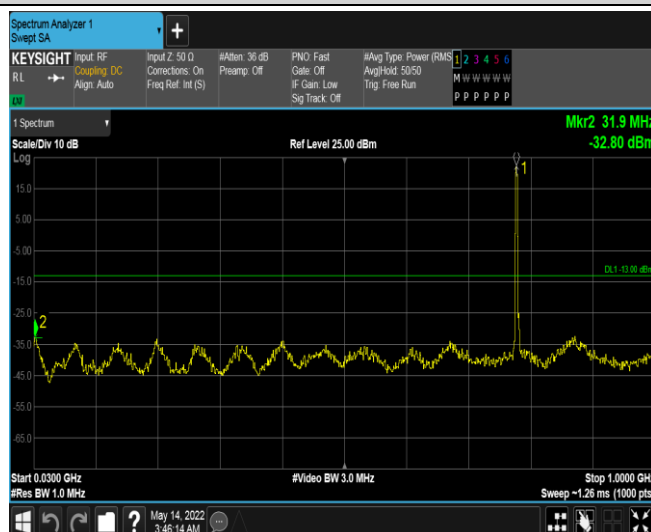 Spectrum Analyzer 1
Swept SA
+
KEYSIGHT
RL
Input: RF
Coupling: DC
Align: Auto
Input Z: 50 Ω
Corrections: On
Freq Ref: Int (S)
#Atten: 36 dB
Preamp: Off
PNO: Fast
Gate: Off
IF Gain: Low
Sig Track: Off
#Avg Type: Power (RMS
Avg|Hold: 50/50
Trig: Free Run
1 2 3 4 5 6
M W W W W W
P P P P P P
1 Spectrum
Mkr2 31.9 MHz
-32.80 dBm
Scale/Div 10 dB
Ref Level 25.00 dBm
Log
1
15.0
5.00
-5.00
DL1 -13.00 dBm
-15.0
-25.0
2
-35.0
-45.0
-55.0
-65.0
Start 0.0300 GHz
#Video BW 3.0 MHz
Stop 1.0000 GHz
#Res BW 1.0 MHz
Sweep ~1.26 ms (1000 pts)
?
May 14, 2022
3:46:14 AM